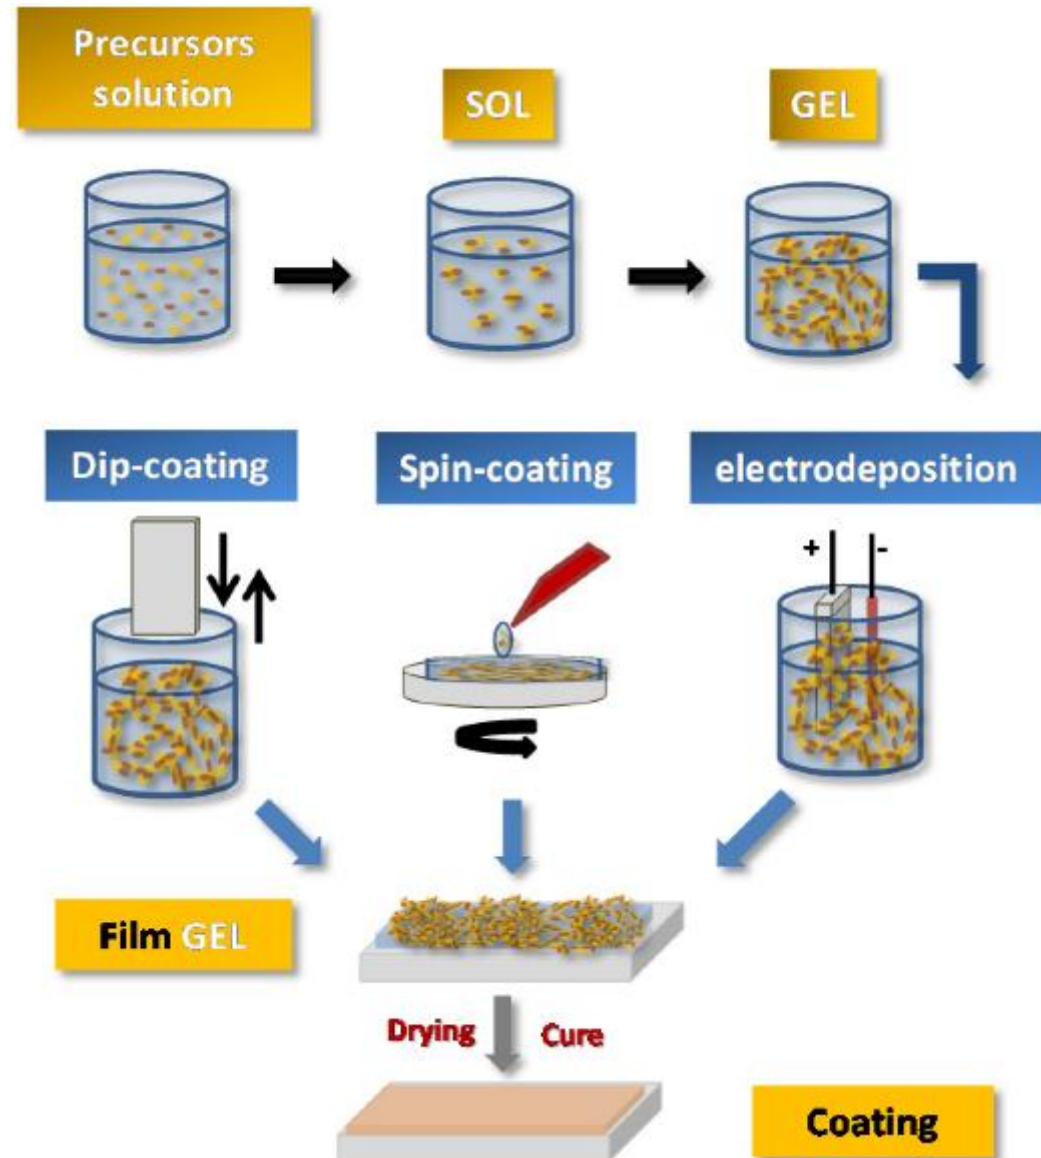 Precursors
solution
SOL
GEL
Dip-coating
Spin-coating
electrodeposition
+
-
Film GEL
Drying
Cure
Coating